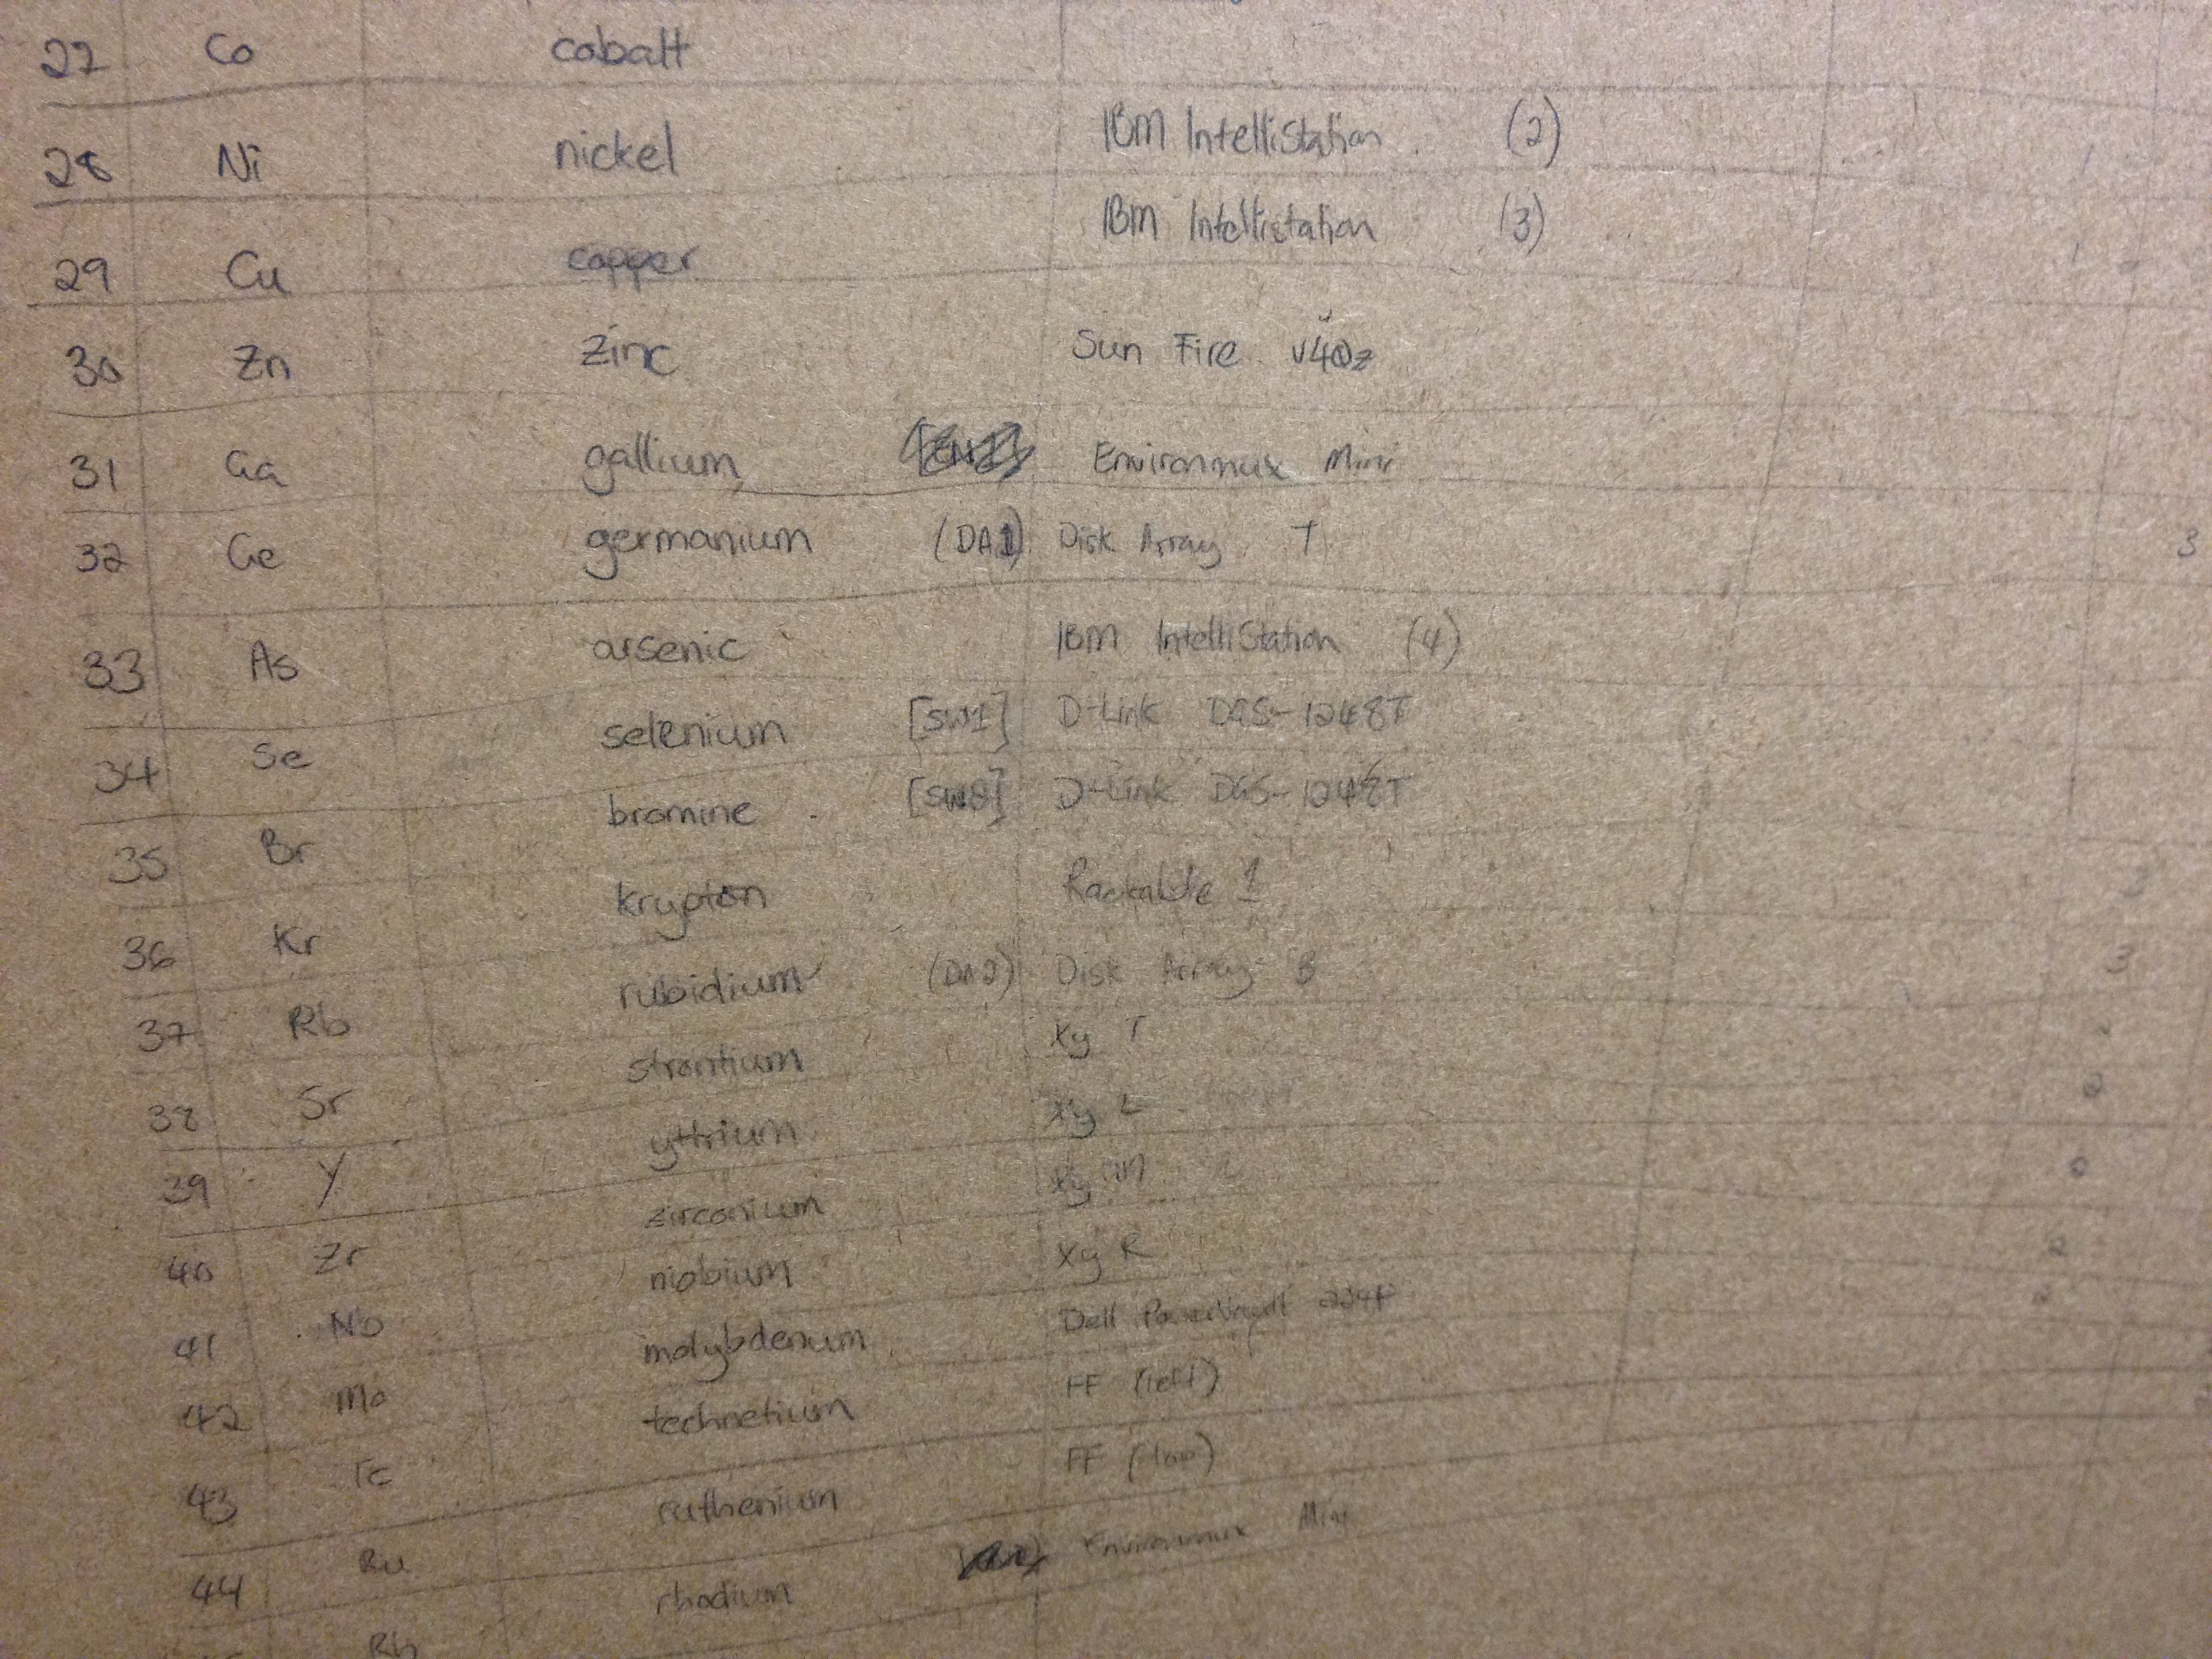 27 Co cobalt
28 Ni nickel IBM IntelliStation (2)
29 Cu copper IBM Intellistation (3)
30 Zn zinc Sun Fire v40z
31 Ga gallium Environmux Mini
32 Ge germanium (DA1) Disk Array T 3
33 As arsenic IBM IntelliStation (4)
34 Se selenium [SW1] D-Link DGS-1248T
35 Br bromine [SW8] D-Link DGS-1248T
36 Kr krypton Rackable 1
37 Rb rubidium (DA2) Disk Array B 3
38 Sr strontium Xy T
39 Y yttrium Xy L 2
40 Zr zirconium Xy M
41 Nb niobium Xy R 2
42 Mo molybdenum Dell PowerVault
43 Tc technetium FF (left)
44 Ru ruthenium FF (top)
Rh rhodium Environmux Mini